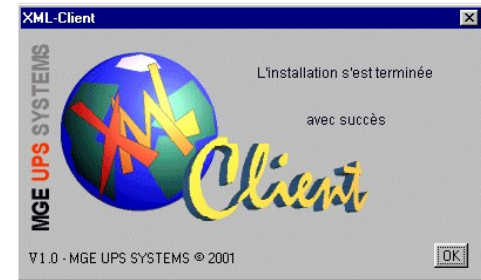 XML-Client
MGE UPS SYSTEMS
XML
Client
L'installation s'est terminée
avec succès
V1.0 - MGE UPS SYSTEMS © 2001
OK